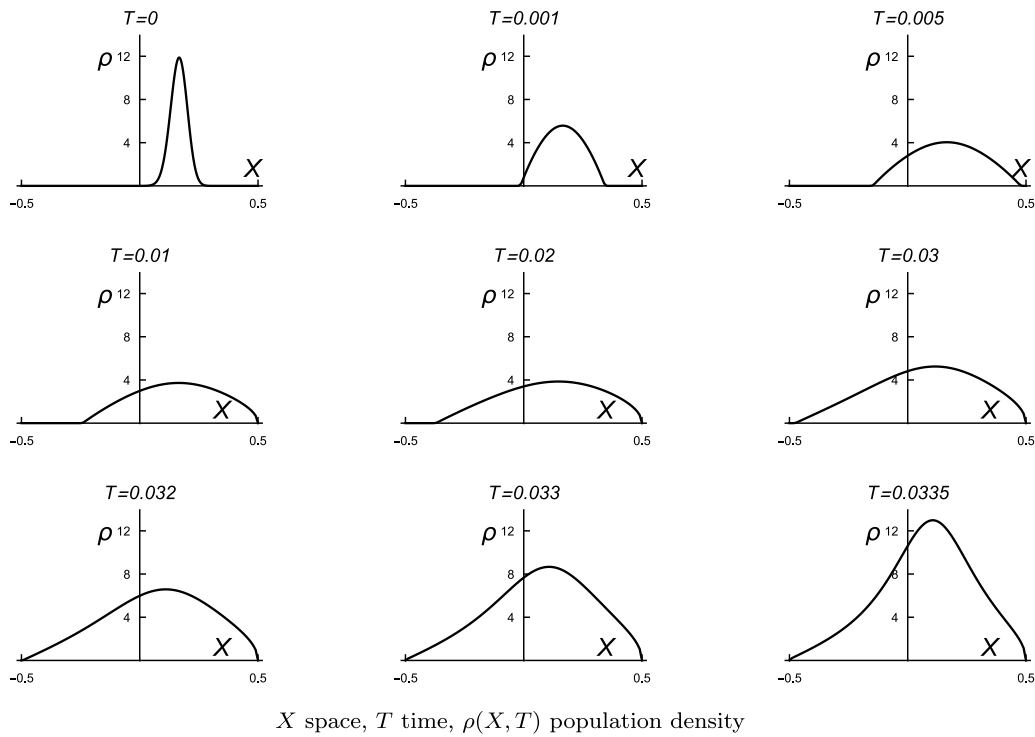 T=0 T=0.001 T=0.005
ρ 12 ρ 12 ρ 12
8 8 8
4 4 4
X X X
−0.5 0.5 −0.5 0.5 −0.5 0.5
T=0.01 T=0.02 T=0.03
ρ 12 ρ 12 ρ 12
8 8 8
4 4 4
X X X
−0.5 0.5 −0.5 0.5 −0.5 0.5
T=0.032 T=0.033 T=0.0335
ρ 12 ρ 12 ρ 12
8 8 8
4 4 4
X X X
−0.5 0.5 −0.5 0.5 −0.5 0.5
X space, T time, ρ(X, T) population density